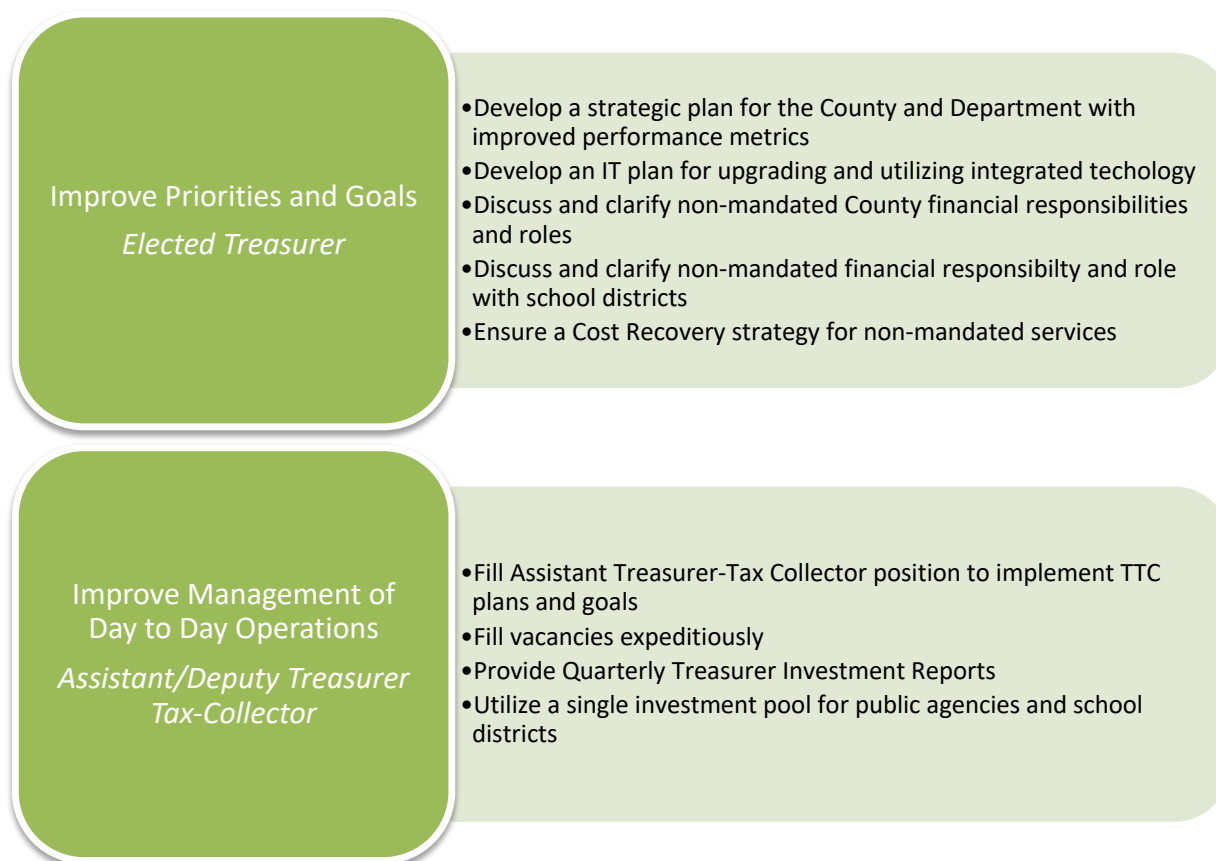 Improve Priorities and Goals
Elected Treasurer
•Develop a strategic plan for the County and Department with
improved performance metrics
•Develop an IT plan for upgrading and utilizing integrated techology
•Discuss and clarify non-mandated County financial responsibilities
and roles
•Discuss and clarify non-mandated financial responsibilty and role
with school districts
•Ensure a Cost Recovery strategy for non-mandated services
Improve Management of
Day to Day Operations
Assistant/Deputy Treasurer
Tax-Collector
•Fill Assistant Treasurer-Tax Collector position to implement TTC
plans and goals
•Fill vacancies expeditiously
•Provide Quarterly Treasurer Investment Reports
•Utilize a single investment pool for public agencies and school
districts